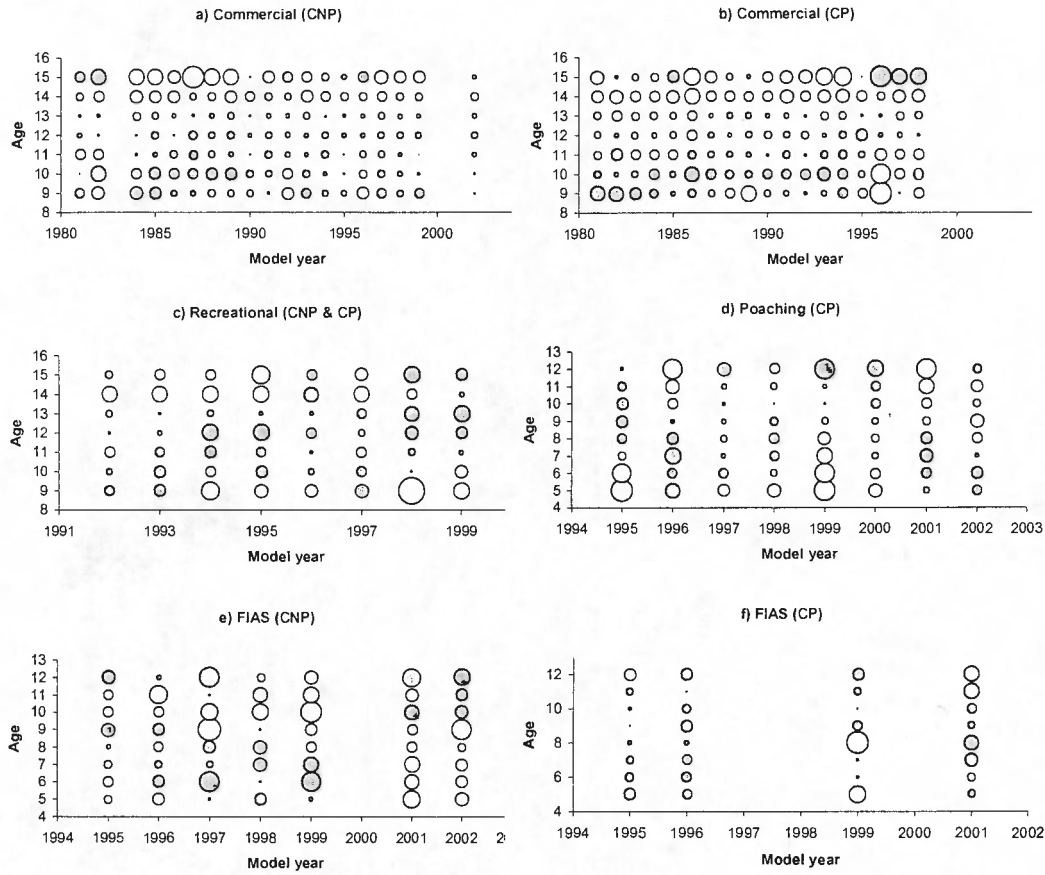 a) Commercial (CNP)
16
15
14
13
12
11
10
9
8
Age
1980 1985 1990 1995 2000
Model year
b) Commercial (CP)
16
15
14
13
12
11
10
9
8
Age
1980 1985 1990 1995 2000
Model year
c) Recreational (CNP & CP)
16
15
14
13
12
11
10
9
8
Age
1991 1993 1995 1997 1999
Model year
d) Poaching (CP)
13
12
11
10
9
8
7
6
5
4
Age
1994 1995 1996 1997 1998 1999 2000 2001 2002 2003
Model year
e) FIAS (CNP)
13
12
11
10
9
8
7
6
5
4
Age
1994 1995 1996 1997 1998 1999 2000 2001 2002 2
Model year
f) FIAS (CP)
13
12
11
10
9
8
7
6
5
4
Age
1994 1995 1996 1997 1998 1999 2000 2001 2002
Model year